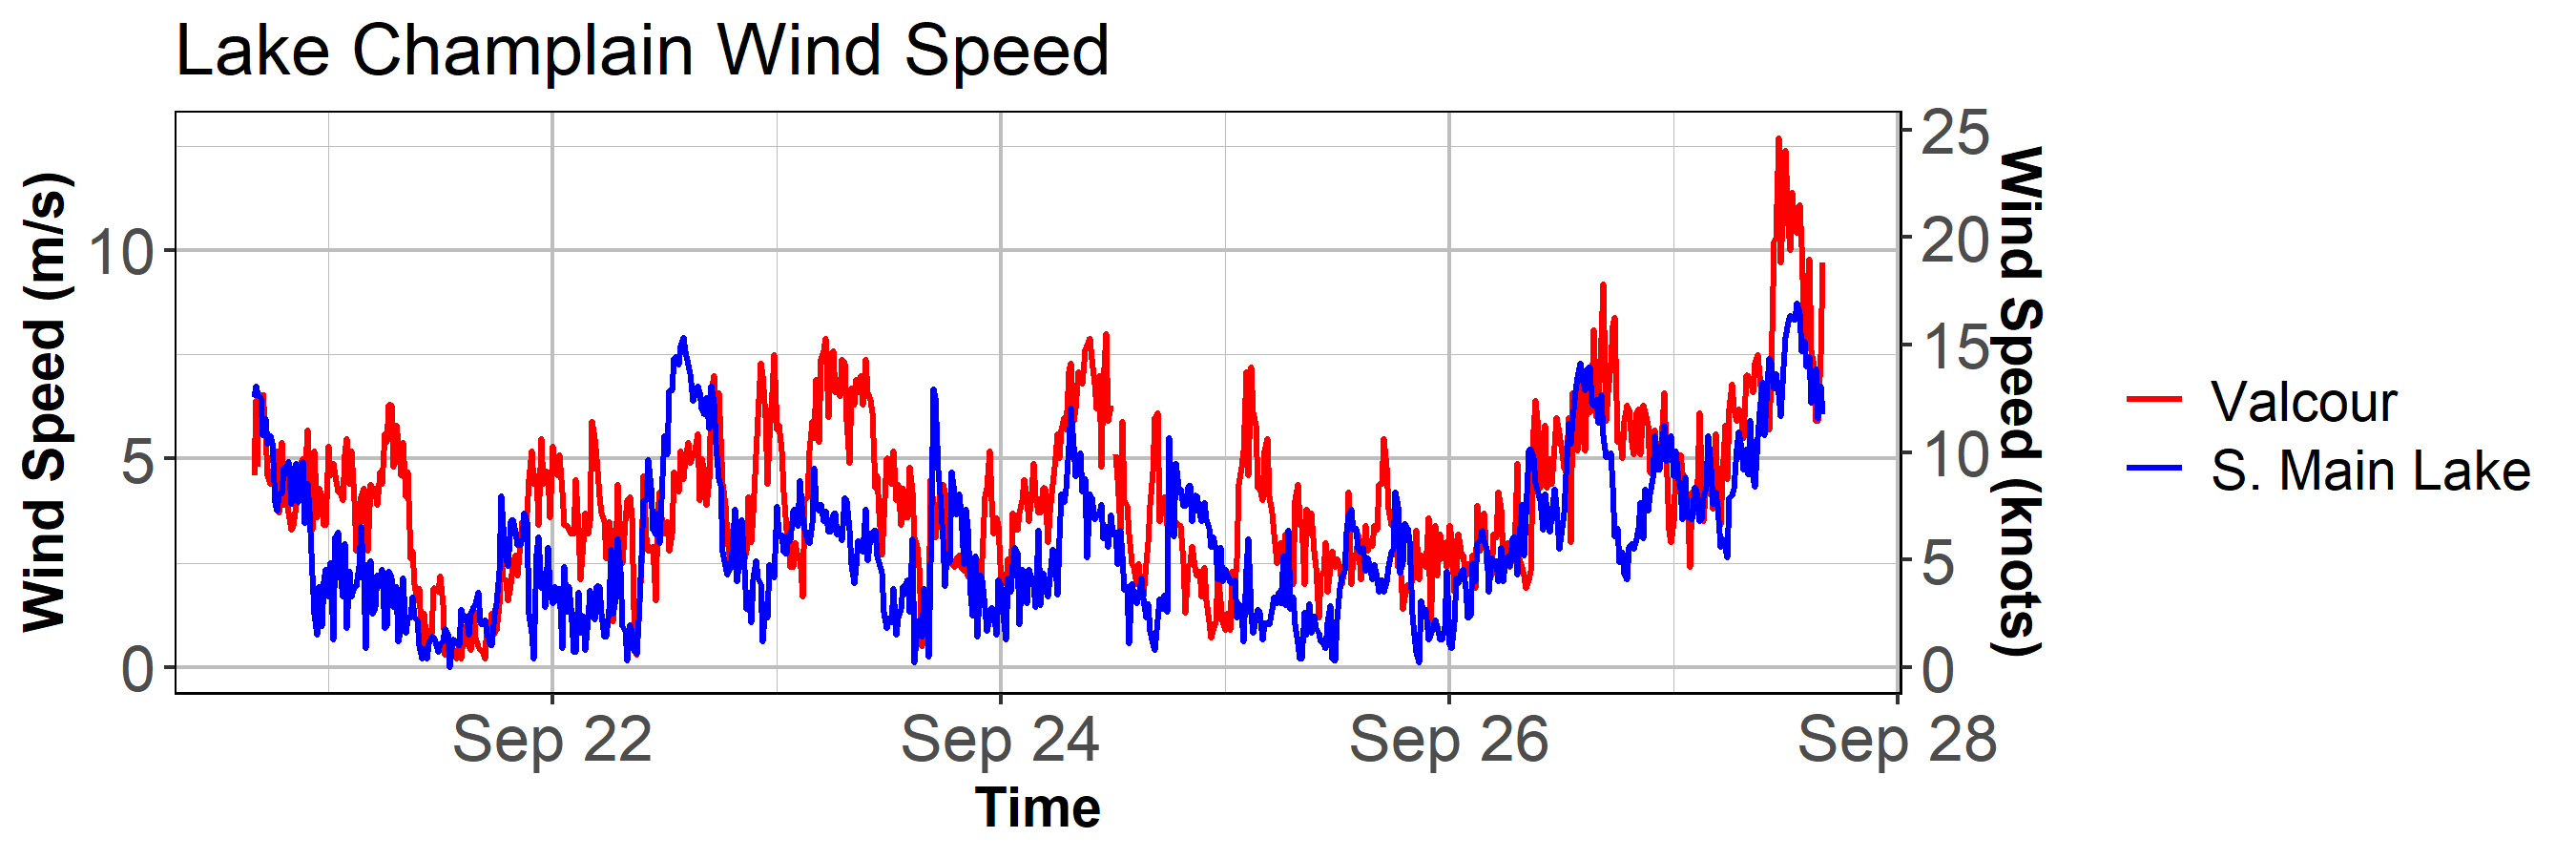 Lake Champlain Wind Speed
Wind Speed (m/s)
10
5
0
25
20
15
10
5
0
Wind Speed (knots)
Sep 22
Sep 24
Sep 26
Sep 28
Time
Valcour
S. Main Lake